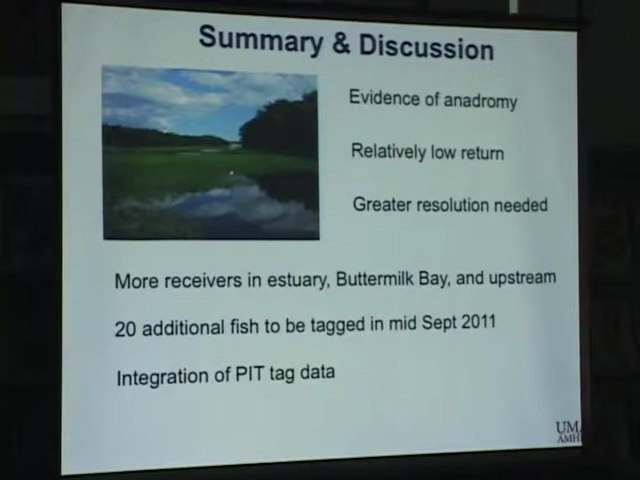 Summary & Discussion
Evidence of anadromy
Relatively low return
Greater resolution needed
More receivers in estuary, Buttermilk Bay, and upstream
20 additional fish to be tagged in mid Sept 2011
Integration of PIT tag data